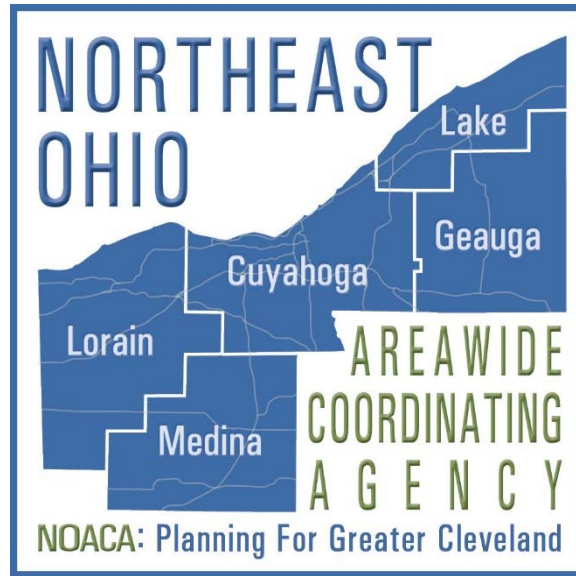 NORTHEAST
OHIO
Lake
Geauga
Cuyahoga
Lorain
Medina
AREAWIDE
COORDINATING
AGENCY
NOACA: Planning For Greater Cleveland